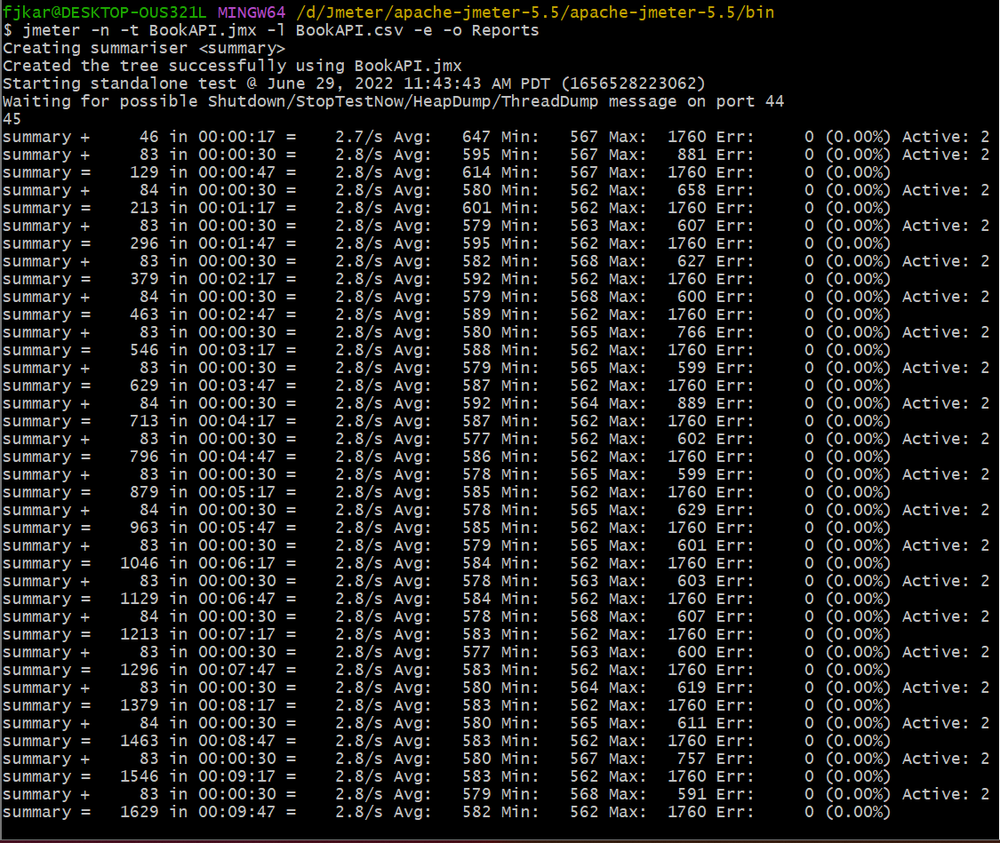 fjkar@DESKTOP-OUS321L MINGW64 /d/Jmeter/apache-jmeter-5.5/apache-jmeter-5.5/bin
$ jmeter -n -t BookAPI.jmx -l BookAPI.csv -e -o Reports
Creating summariser <summary>
Created the tree successfully using BookAPI.jmx
Starting standalone test @ June 29, 2022 11:43:43 AM PDT (1656528223062)
Waiting for possible Shutdown/StopTestNow/HeapDump/ThreadDump message on port 44
45
summary +     46 in 00:00:17 =    2.7/s Avg:   647 Min:   567 Max:  1760 Err:     0 (0.00%) Active: 2
summary +     83 in 00:00:30 =    2.8/s Avg:   595 Min:   567 Max:   881 Err:     0 (0.00%) Active: 2
summary =    129 in 00:00:47 =    2.8/s Avg:   614 Min:   567 Max:  1760 Err:     0 (0.00%)
summary +     84 in 00:00:30 =    2.8/s Avg:   580 Min:   562 Max:   658 Err:     0 (0.00%) Active: 2
summary =    213 in 00:01:17 =    2.8/s Avg:   601 Min:   562 Max:  1760 Err:     0 (0.00%)
summary +     83 in 00:00:30 =    2.8/s Avg:   579 Min:   563 Max:   607 Err:     0 (0.00%) Active: 2
summary =    296 in 00:01:47 =    2.8/s Avg:   595 Min:   562 Max:  1760 Err:     0 (0.00%)
summary +     83 in 00:00:30 =    2.8/s Avg:   582 Min:   568 Max:   627 Err:     0 (0.00%) Active: 2
summary =    379 in 00:02:17 =    2.8/s Avg:   592 Min:   562 Max:  1760 Err:     0 (0.00%)
summary +     84 in 00:00:30 =    2.8/s Avg:   579 Min:   568 Max:   600 Err:     0 (0.00%) Active: 2
summary =    463 in 00:02:47 =    2.8/s Avg:   589 Min:   562 Max:  1760 Err:     0 (0.00%)
summary +     83 in 00:00:30 =    2.8/s Avg:   580 Min:   565 Max:   766 Err:     0 (0.00%) Active: 2
summary =    546 in 00:03:17 =    2.8/s Avg:   588 Min:   562 Max:  1760 Err:     0 (0.00%)
summary +     83 in 00:00:30 =    2.8/s Avg:   579 Min:   565 Max:   599 Err:     0 (0.00%) Active: 2
summary =    629 in 00:03:47 =    2.8/s Avg:   587 Min:   562 Max:  1760 Err:     0 (0.00%)
summary +     84 in 00:00:30 =    2.8/s Avg:   592 Min:   564 Max:   889 Err:     0 (0.00%) Active: 2
summary =    713 in 00:04:17 =    2.8/s Avg:   587 Min:   562 Max:  1760 Err:     0 (0.00%)
summary +     83 in 00:00:30 =    2.8/s Avg:   577 Min:   562 Max:   602 Err:     0 (0.00%) Active: 2
summary =    796 in 00:04:47 =    2.8/s Avg:   586 Min:   562 Max:  1760 Err:     0 (0.00%)
summary +     83 in 00:00:30 =    2.8/s Avg:   578 Min:   565 Max:   599 Err:     0 (0.00%) Active: 2
summary =    879 in 00:05:17 =    2.8/s Avg:   585 Min:   562 Max:  1760 Err:     0 (0.00%)
summary +     84 in 00:00:30 =    2.8/s Avg:   578 Min:   565 Max:   629 Err:     0 (0.00%) Active: 2
summary =    963 in 00:05:47 =    2.8/s Avg:   585 Min:   562 Max:  1760 Err:     0 (0.00%)
summary +     83 in 00:00:30 =    2.8/s Avg:   579 Min:   565 Max:   601 Err:     0 (0.00%) Active: 2
summary =   1046 in 00:06:17 =    2.8/s Avg:   584 Min:   562 Max:  1760 Err:     0 (0.00%)
summary +     83 in 00:00:30 =    2.8/s Avg:   578 Min:   563 Max:   603 Err:     0 (0.00%) Active: 2
summary =   1129 in 00:06:47 =    2.8/s Avg:   584 Min:   562 Max:  1760 Err:     0 (0.00%)
summary +     84 in 00:00:30 =    2.8/s Avg:   578 Min:   568 Max:   607 Err:     0 (0.00%) Active: 2
summary =   1213 in 00:07:17 =    2.8/s Avg:   583 Min:   562 Max:  1760 Err:     0 (0.00%)
summary +     83 in 00:00:30 =    2.8/s Avg:   577 Min:   563 Max:   600 Err:     0 (0.00%) Active: 2
summary =   1296 in 00:07:47 =    2.8/s Avg:   583 Min:   562 Max:  1760 Err:     0 (0.00%)
summary +     83 in 00:00:30 =    2.8/s Avg:   580 Min:   564 Max:   619 Err:     0 (0.00%) Active: 2
summary =   1379 in 00:08:17 =    2.8/s Avg:   583 Min:   562 Max:  1760 Err:     0 (0.00%)
summary +     84 in 00:00:30 =    2.8/s Avg:   580 Min:   565 Max:   611 Err:     0 (0.00%) Active: 2
summary =   1463 in 00:08:47 =    2.8/s Avg:   583 Min:   562 Max:  1760 Err:     0 (0.00%)
summary +     83 in 00:00:30 =    2.8/s Avg:   580 Min:   567 Max:   757 Err:     0 (0.00%) Active: 2
summary =   1546 in 00:09:17 =    2.8/s Avg:   583 Min:   562 Max:  1760 Err:     0 (0.00%)
summary +     83 in 00:00:30 =    2.8/s Avg:   579 Min:   568 Max:   591 Err:     0 (0.00%) Active: 2
summary =   1629 in 00:09:47 =    2.8/s Avg:   582 Min:   562 Max:  1760 Err:     0 (0.00%)